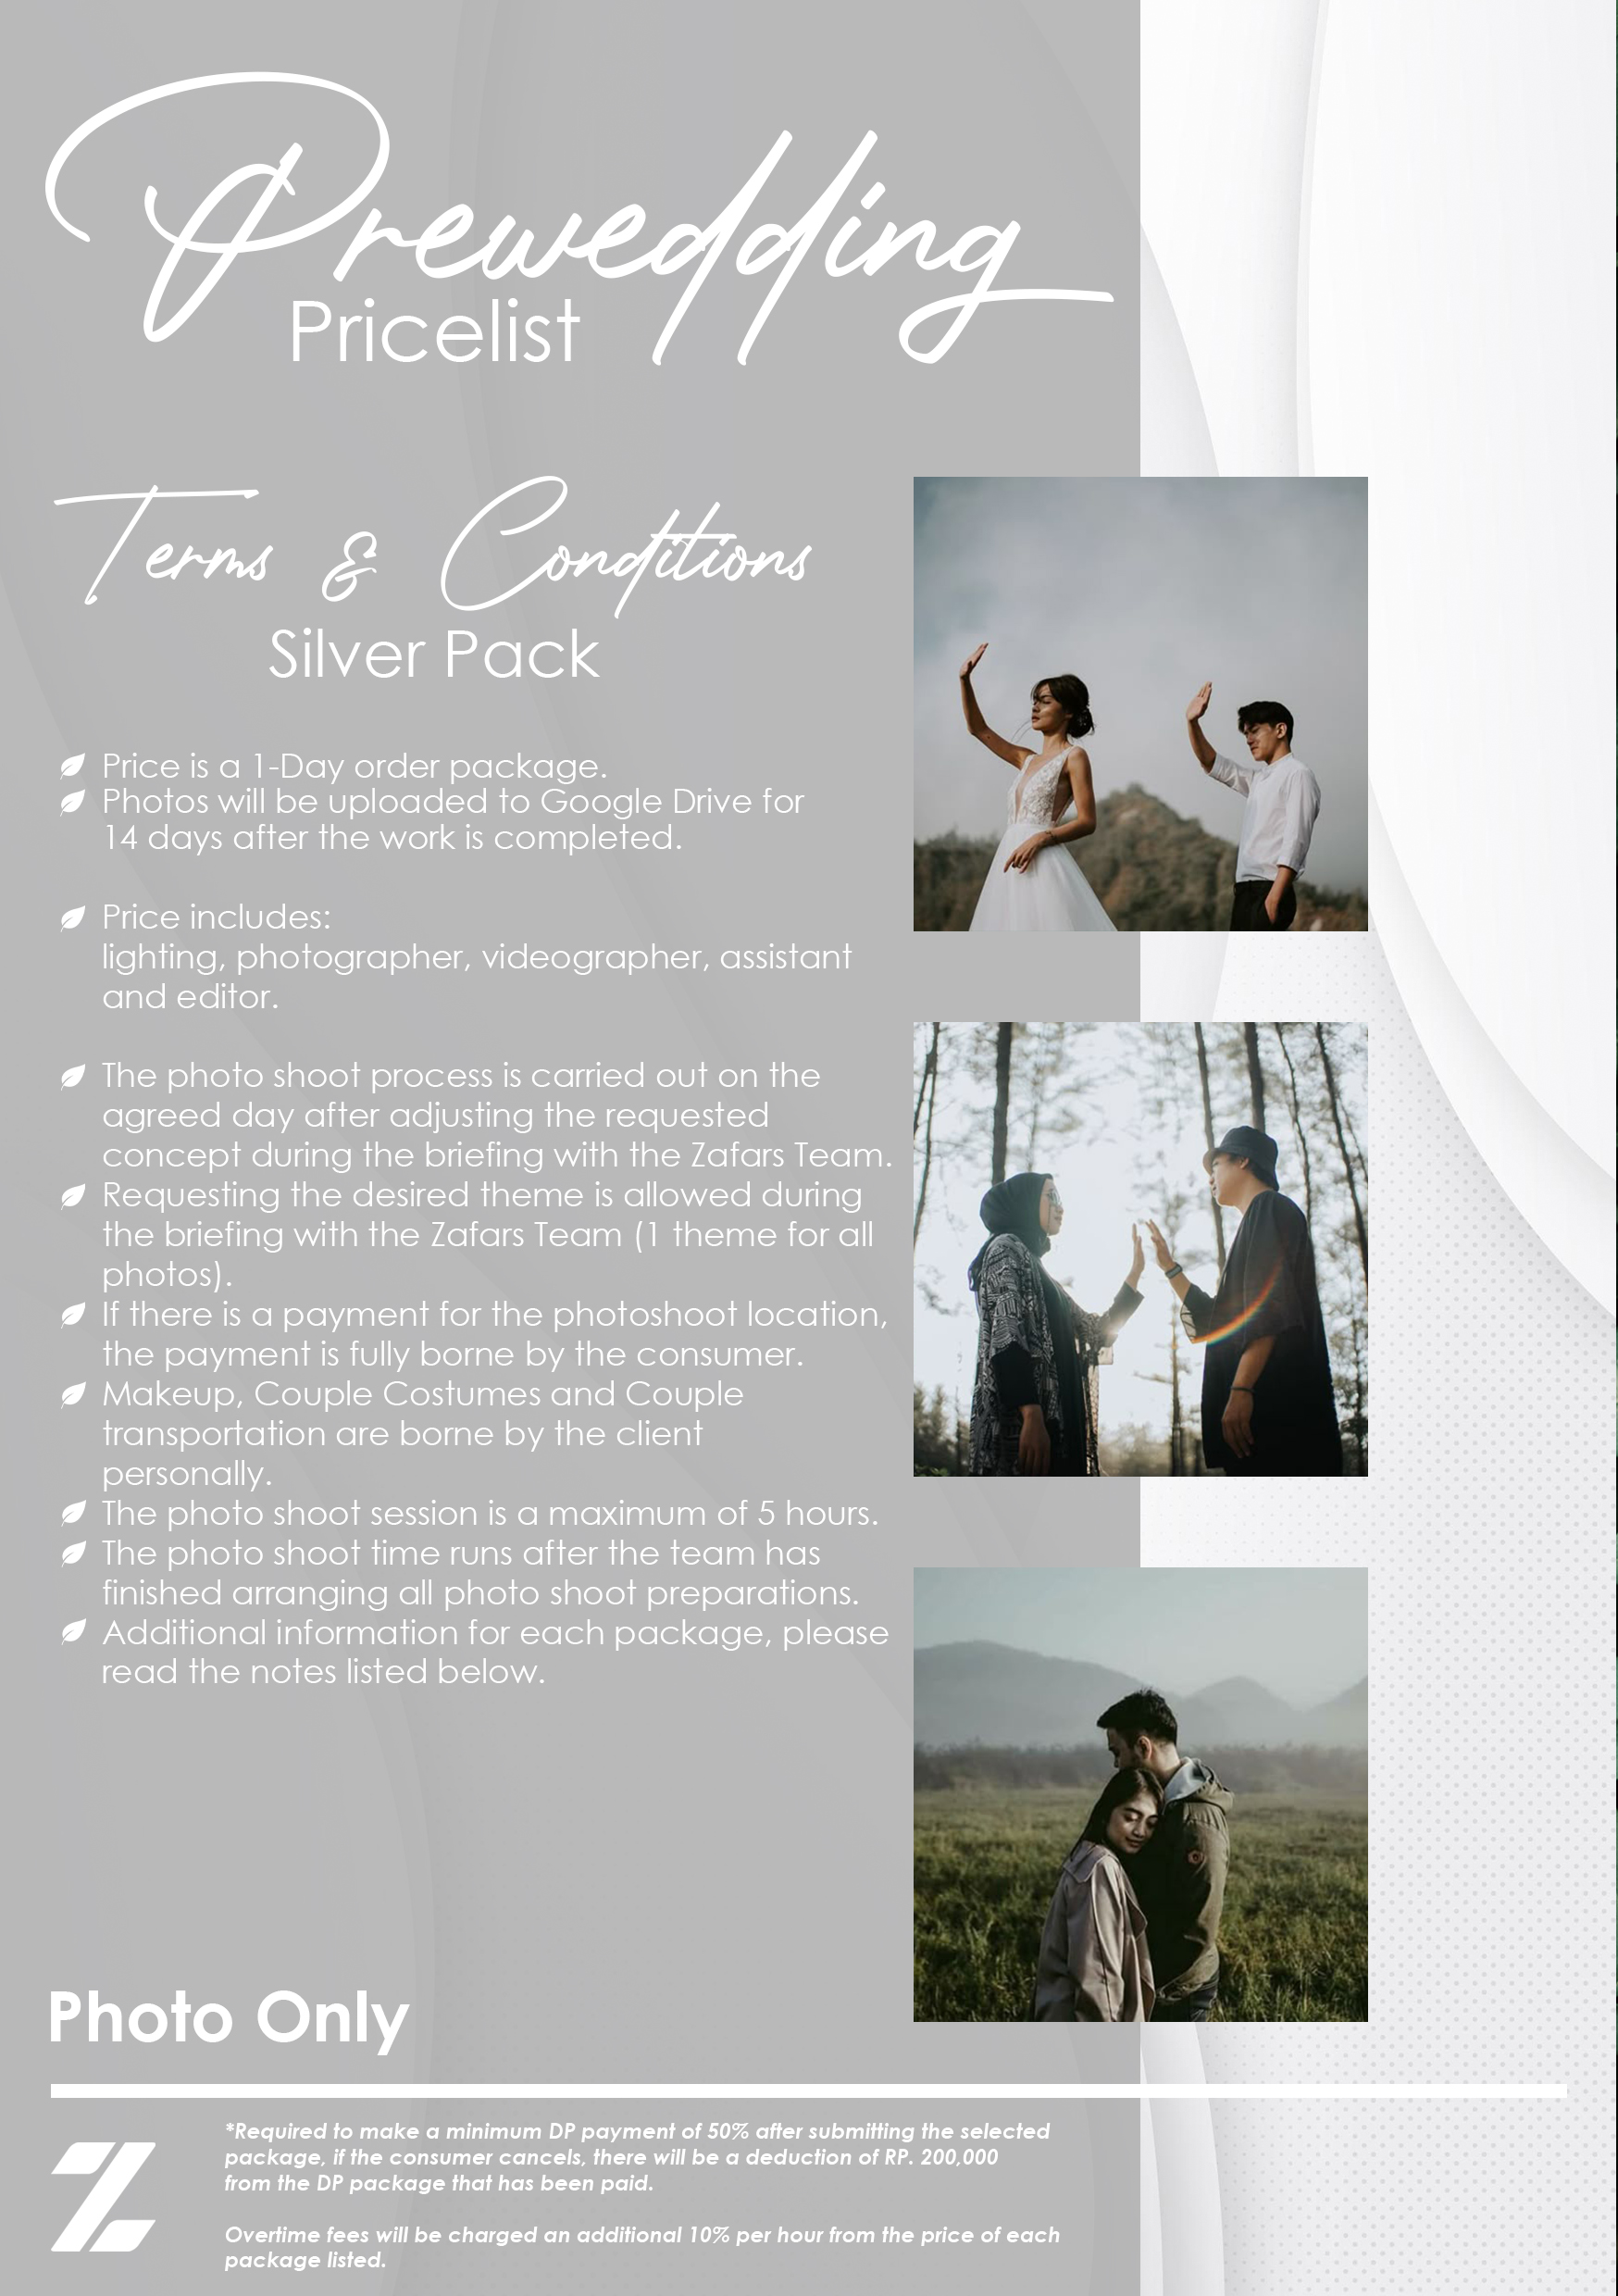 Prewedding
Pricelist
Terms & Conditions
Silver Pack
Price is a 1-Day order package.
Photos will be uploaded to Google Drive for
14 days after the work is completed.
Price includes:
lighting, photographer, videographer, assistant
and editor.
The photo shoot process is carried out on the
agreed day after adjusting the requested
concept during the briefing with the Zafars Team.
Requesting the desired theme is allowed during
the briefing with the Zafars Team (1 theme for all
photos).
If there is a payment for the photoshoot location,
the payment is fully borne by the consumer.
Makeup, Couple Costumes and Couple
transportation are borne by the client
personally.
The photo shoot session is a maximum of 5 hours.
The photo shoot time runs after the team has
finished arranging all photo shoot preparations.
Additional information for each package, please
read the notes listed below.
Photo Only
*Required to make a minimum DP payment of 50% after submitting the selected
package, if the consumer cancels, there will be a deduction of RP. 200,000
from the DP package that has been paid.
Overtime fees will be charged an additional 10% per hour from the price of each
package listed.